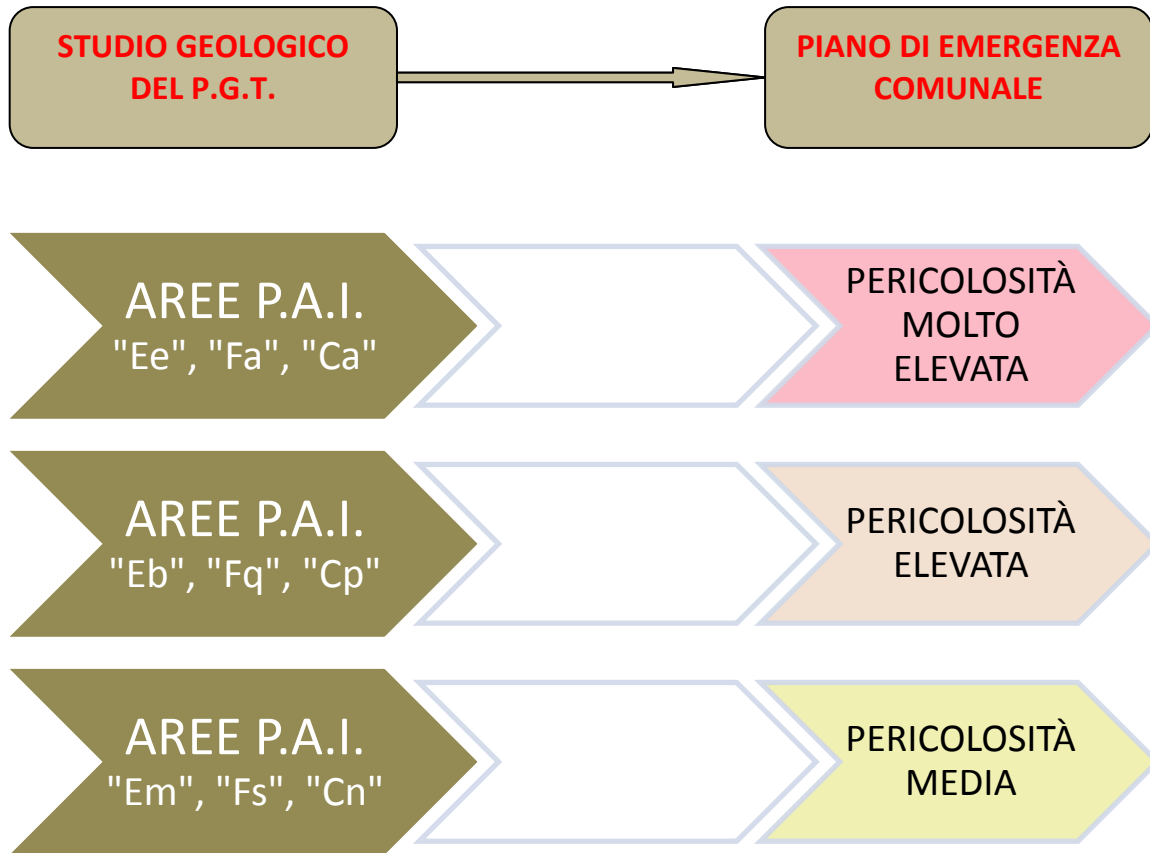 STUDIO GEOLOGICO
DEL P.G.T.
PIANO DI EMERGENZA
COMUNALE
AREE P.A.I.
"Ee", "Fa", "Ca"
PERICOLOSITÀ
MOLTO
ELEVATA
AREE P.A.I.
"Eb", "Fq", "Cp"
PERICOLOSITÀ
ELEVATA
AREE P.A.I.
"Em", "Fs", "Cn"
PERICOLOSITÀ
MEDIA